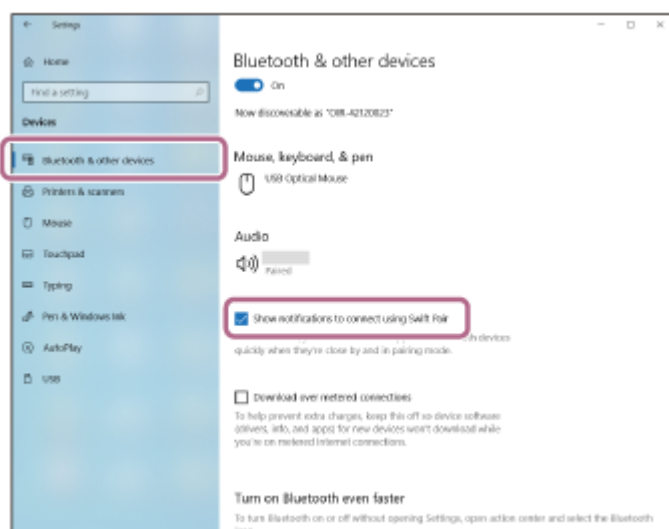 Settings
Home
Find a setting
Devices
Bluetooth & other devices
Printers & scanners
Mouse
Touchpad
Typing
Pen & Windows Ink
AutoPlay
USB
Bluetooth & other devices
On
Now discoverable as
Mouse, keyboard, & pen
USB Optical Mouse
Audio
Paired
Show notifications to connect using Swift Pair
devices
quickly when they're close by and in pairing mode.
Download over metered connections
To help prevent extra charges, keep this off so device software
(drivers, info, and apps) for new devices won't download while
you're on metered internet connections.
Turn on Bluetooth even faster
To turn Bluetooth on or off without opening Settings, open action center and select the Bluetooth